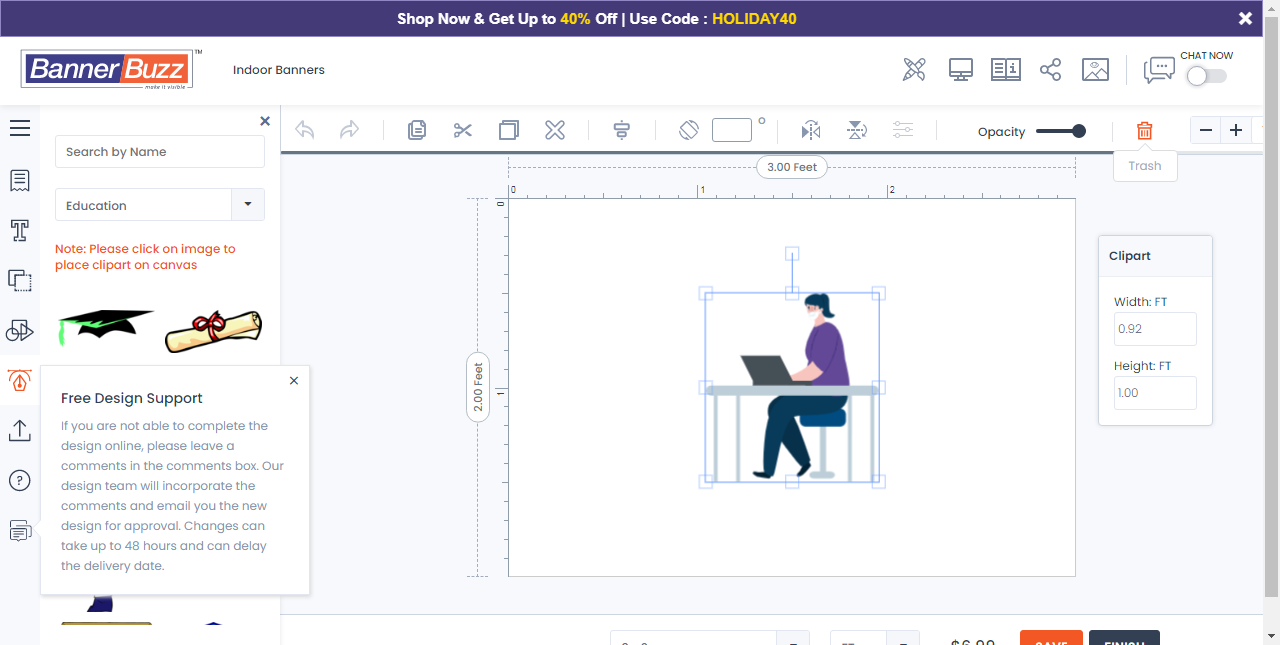 Shop Now & Get Up to 40% Off | Use Code : HOLIDAY40
BannerBuzz™
make it visible
Indoor Banners
CHAT NOW
Search by Name
Education
Note: Please click on image to
place clipart on canvas
Opacity
Trash
3.00 Feet
0
1
2
0
1
2.00 Feet
Clipart
Width: FT
0.92
Height: FT
1.00
Free Design Support
If you are not able to complete the
design online, please leave a
comments in the comments box. Our
design team will incorporate the
comments and email you the new
design for approval. Changes can
take up to 48 hours and can delay
the delivery date.
$6.99
SAVE
FINISH